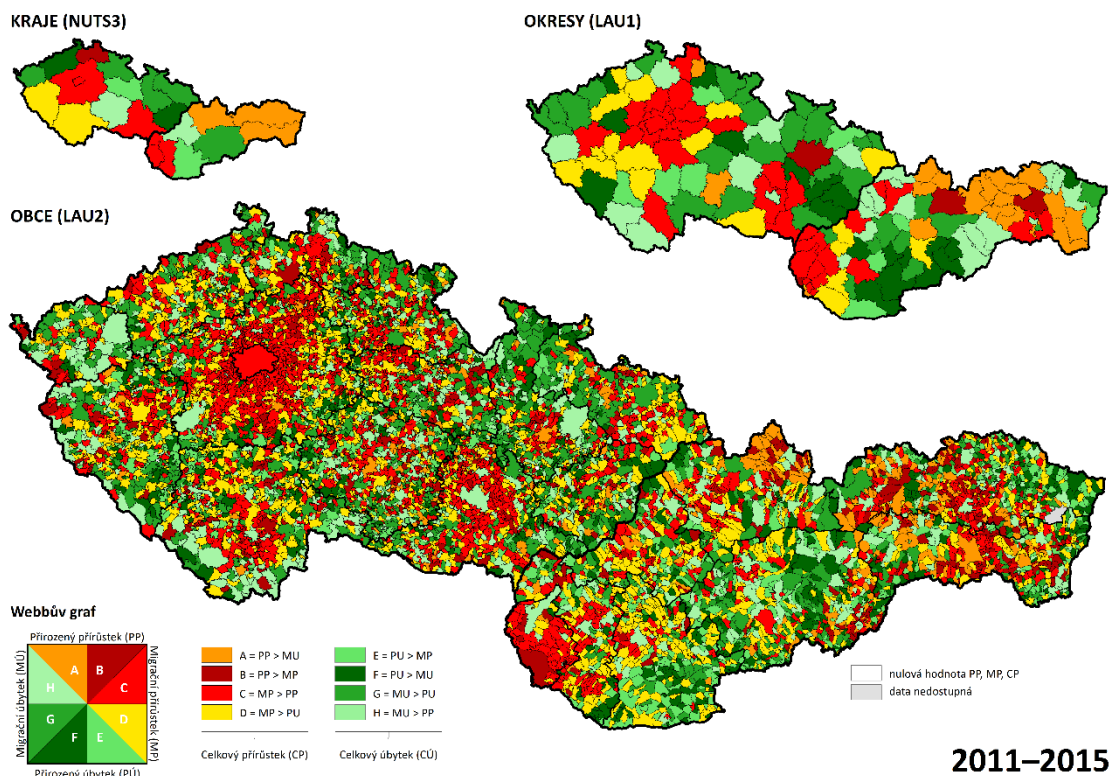 KRAJE (NUTS3)
OKRESY (LAU1)
OBCE (LAU2)
Webbův graf
Přirozený přírůstek (PP)
Migrační úbytek (MÚ)
Migrační přírůstek (MP)
A
B
H
C
G
D
F
E
Přirozený úbytek (PÚ)
A = PP > MU
B = PP > MP
C = MP > PP
D = MP > PU
Celkový přírůstek (CP)
E = PU > MP
F = PU > MU
G = MU > PU
H = MU > PP
Celkový úbytek (CÚ)
nulová hodnota PP, MP, CP
data nedostupná
2011–2015